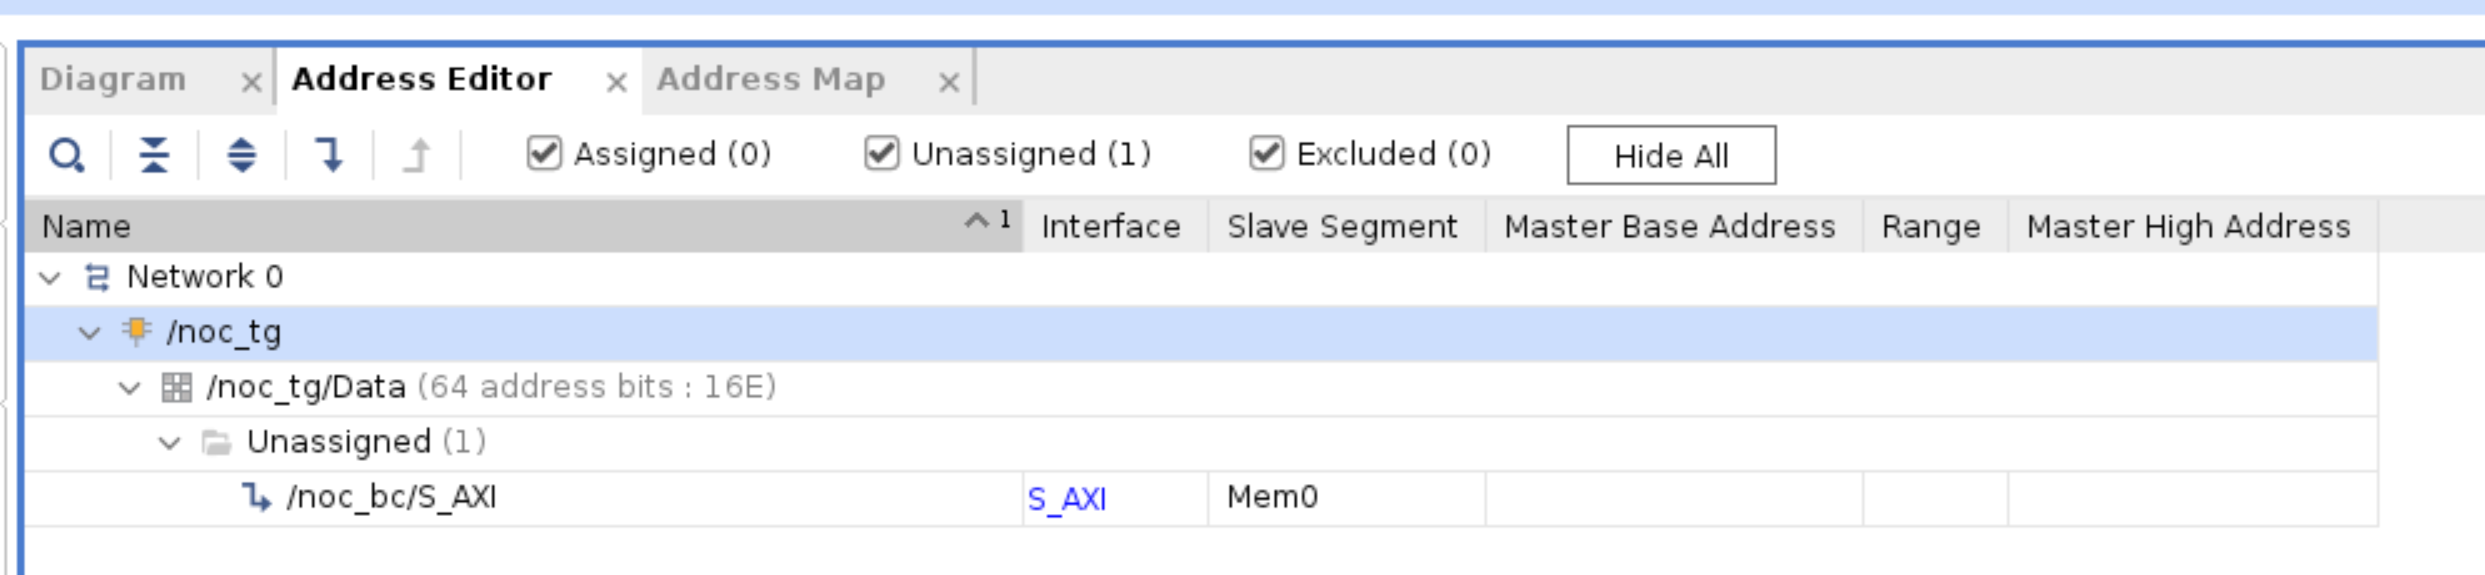 Diagram Address Editor Address Map
Assigned (0) Unassigned (1) Excluded (0) Hide All
Name 1 Interface Slave Segment Master Base Address Range Master High Address
Network 0
/noc_tg
/noc_tg/Data (64 address bits : 16E)
Unassigned (1)
/noc_bc/S_AXI S_AXI Mem0